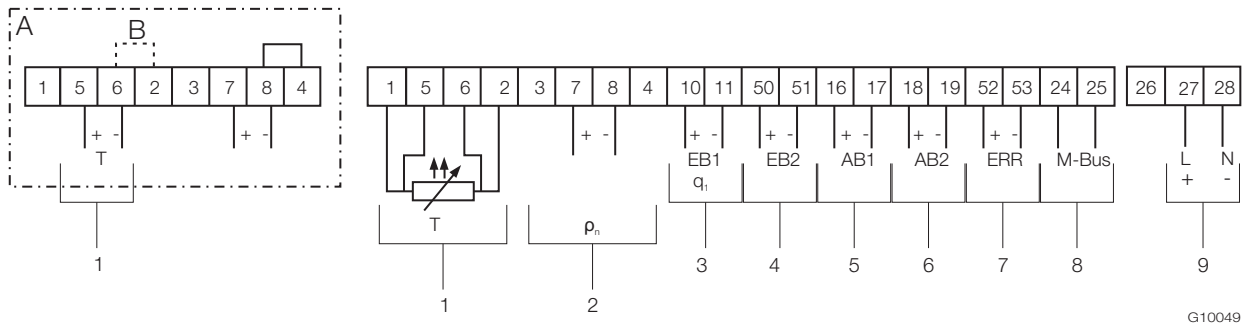 A
B
1 5 6 2 3 7 8 4
+ - + -
T
1
1 5 6 2 3 7 8 4 10 11 50 51 16 17 18 19 52 53 24 25 26 27 28
+ - + - + - + - + - + -
EB1 EB2 AB1 AB2 ERR M-Bus L N
q₁ + -
T ρₙ
1 2 3 4 5 6 7 8 9
G10049